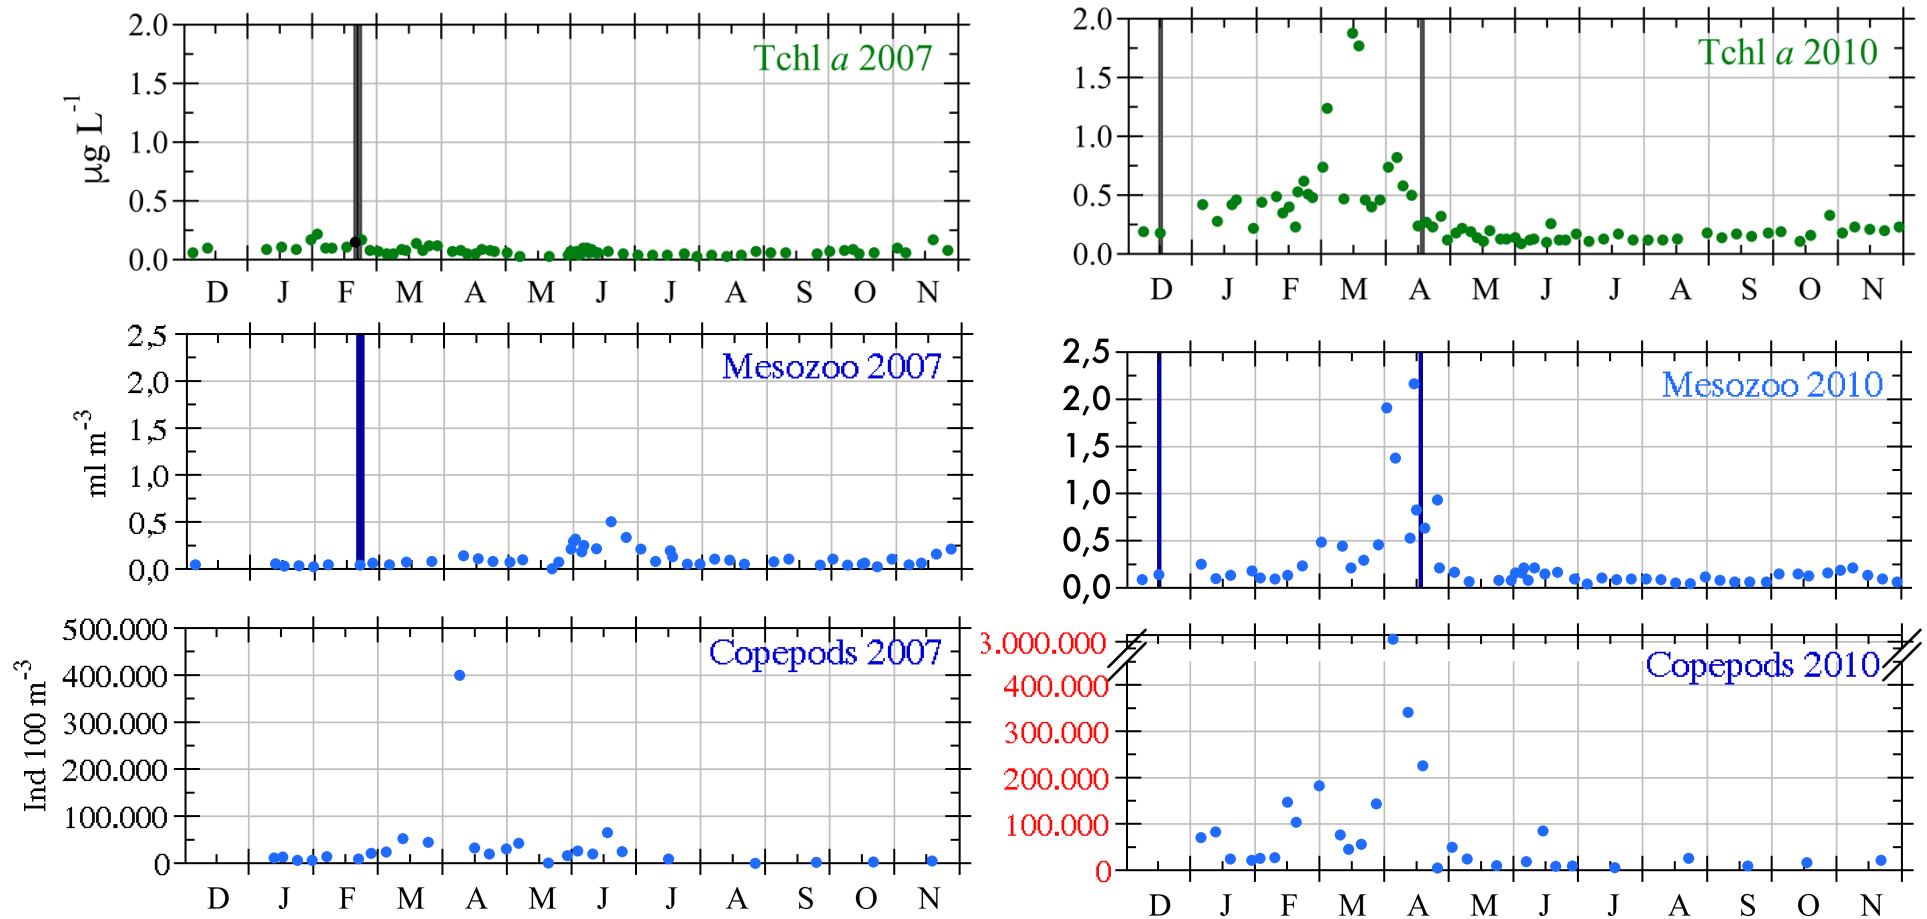 2.0
Tchl a 2007
1.5
1.0
0.5
0.0
µg L-1
D J F M A M J J A S O N
2.0
Tchl a 2010
1.5
1.0
0.5
0.0
D J F M A M J J A S O N
2,5
Mesozoo 2007
2,0
1,5
1,0
0,5
0,0
ml m-3
2,5
Mesozoo 2010
2,0
1,5
1,0
0,5
0,0
500.000
Copepods 2007
400.000
300.000
200.000
100.000
0
Ind 100 m-3
D J F M A M J J A S O N
3.000.000
Copepods 2010
400.000
300.000
200.000
100.000
0
D J F M A M J J A S O N